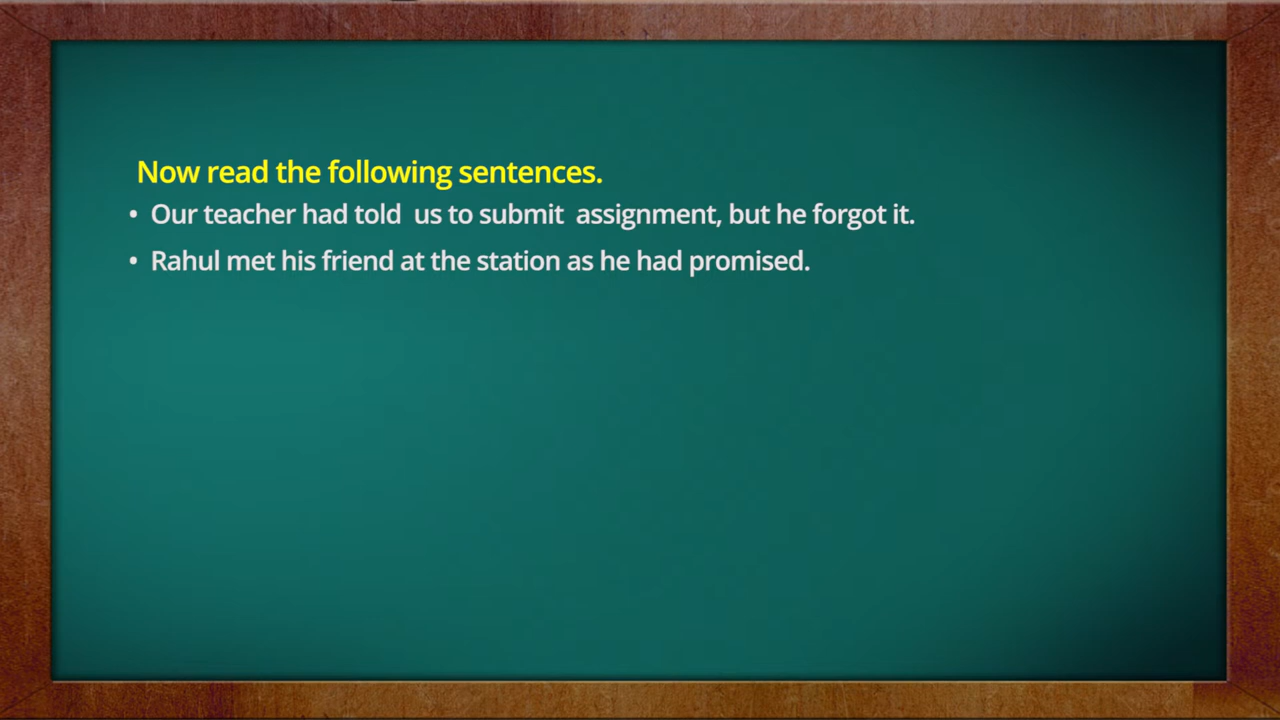 Now read the following sentences.
• Our teacher had told us to submit assignment, but he forgot it.
• Rahul met his friend at the station as he had promised.